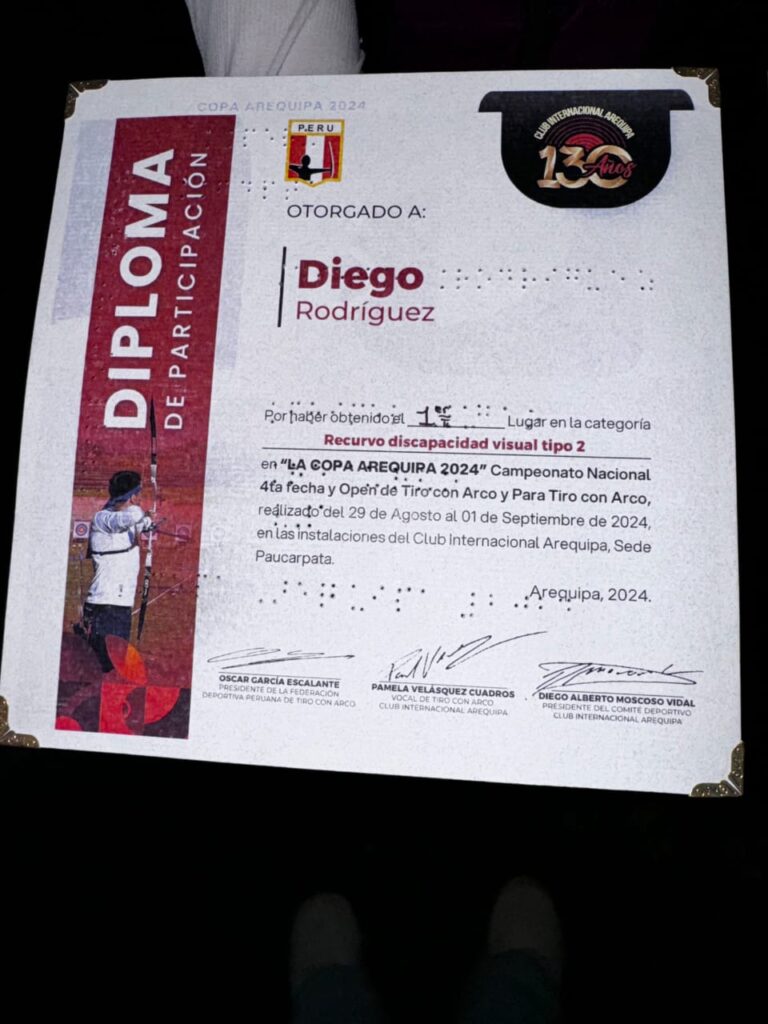 COPA AREQUIPA 2024
PERU
CLUB INTERNACIONAL AREQUIPA
130 Años
DIPLOMA
DE PARTICIPACIÓN
OTORGADO A:
Diego
Rodríguez
Por haber obtenido el 1er Lugar en la categoría
Recurvo discapacidad visual tipo 2
en "LA COPA AREQUIPA 2024" Campeonato Nacional
4ta fecha y Open de Tiro con Arco y Para Tiro con Arco,
realizado del 29 de Agosto al 01 de Septiembre de 2024,
en las instalaciones del Club Internacional Arequipa, Sede
Paucarpata.
Arequipa, 2024.
OSCAR GARCÍA ESCALANTE
PRESIDENTE DE LA FEDERACIÓN
DEPORTIVA PERUANA DE TIRO CON ARCO
PAMELA VELÁSQUEZ CUADROS
VOCAL DE TIRO CON ARCO
CLUB INTERNACIONAL AREQUIPA
DIEGO ALBERTO MOSCOSO VIDAL
PRESIDENTE DEL COMITÉ DEPORTIVO
CLUB INTERNACIONAL AREQUIPA